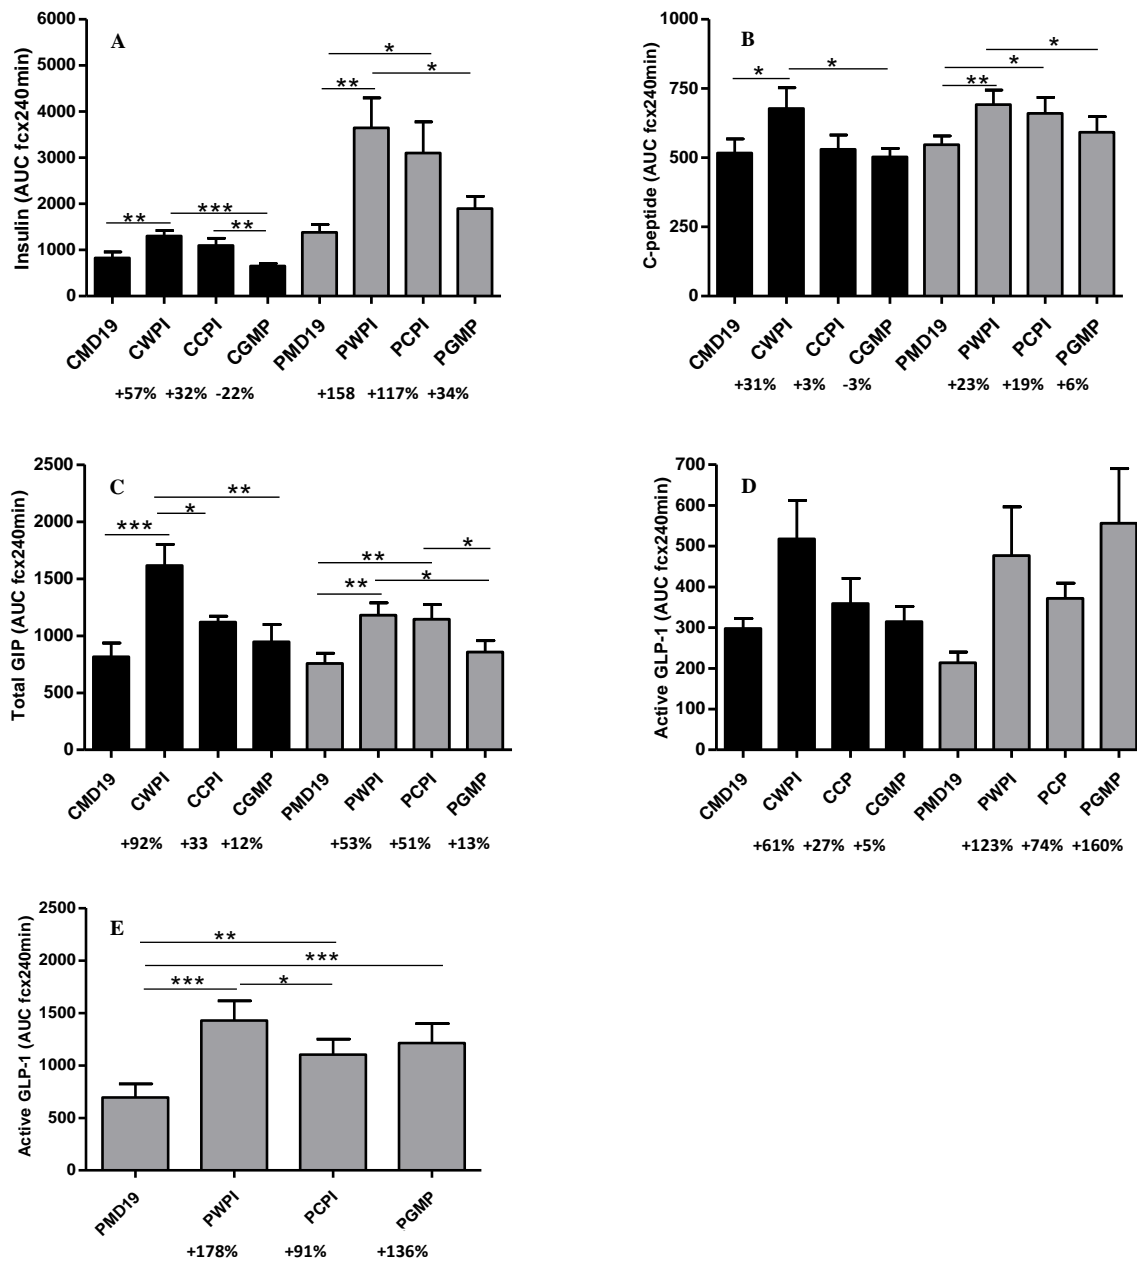 A
Insulin (AUC fcx240min)
6000
5000
4000
3000
2000
1000
0
** *** ** ** * *
CMD19 CWPI CCPI CGMP PMD19 PWPI PCPI PGMP
+57% +32% -22% +158 +117% +34%
B
C-peptide (AUC fcx240min)
1000
750
500
250
0
* * ** * *
CMD19 CWPI CCPI CGMP PMD19 PWPI PCPI PGMP
+31% +3% -3% +23% +19% +6%
C
Total GIP (AUC fcx240min)
2500
2000
1500
1000
500
0
*** * ** ** ** * *
CMD19 CWPI CCPI CGMP PMD19 PWPI PCPI PGMP
+92% +33 +12% +53% +51% +13%
D
Active GLP-1 (AUC fcx240min)
700
600
500
400
300
200
100
0
CMD19 CWPI CCP CGMP PMD19 PWPI PCP PGMP
+61% +27% +5% +123% +74% +160%
E
Active GLP-1 (AUC fcx240min)
2500
2000
1500
1000
500
0
** *** *** *
PMD19 PWPI PCPI PGMP
+178% +91% +136%